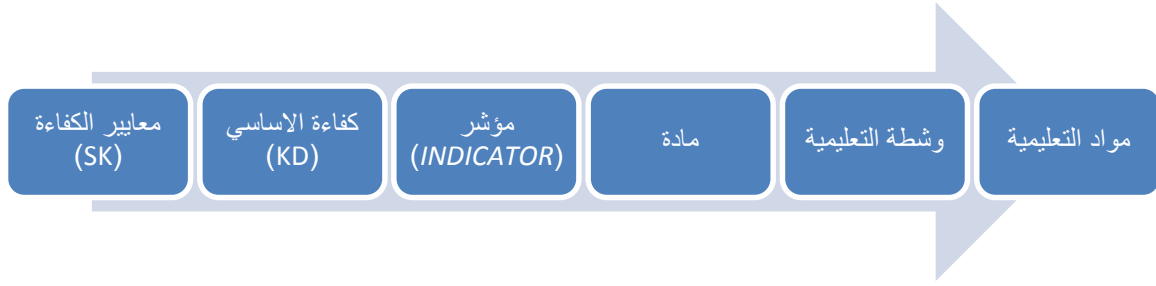 معايير الكفاءة
(SK)
كفاءة الاساسي
(KD)
مؤشر
(INDICATOR)
مادة
وشطة التعليمية
مواد التعليمية